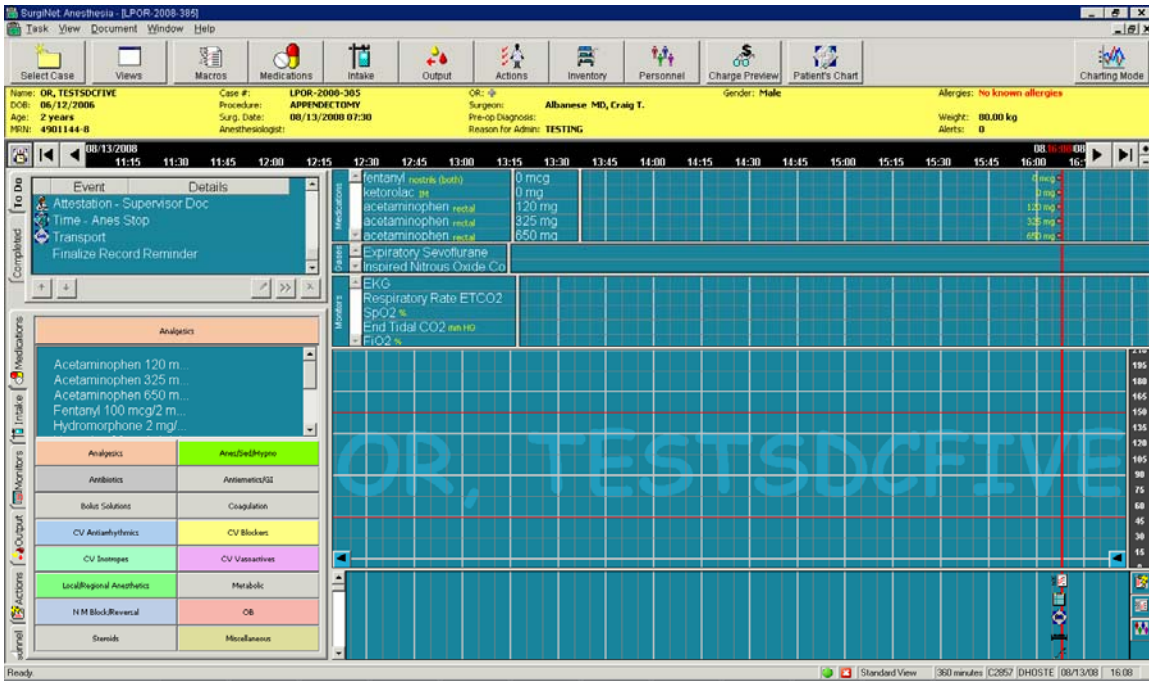 SurgiNet: Anesthesia - [LPOR-2008-385]
Task View Document Window Help
Select Case Views Macros Medications Intake Output Actions Inventory Personnel Charge Preview Patient's Chart Charting Mode
Name: OR, TESTSDCFIVE Case #: LPOR-2008-385 OR: Gender: Male Allergies: No known allergies
DOB: 06/12/2006 Procedure: APPENDECTOMY Surgeon: Albanese MD, Craig T.
Age: 2 years Surg. Date: 08/13/2008 07:30 Pre-op Diagnosis: Weight: 80.00 kg
MRN: 4901144-8 Anesthesiologist: Reason for Admin: TESTING Alerts: 0
08/13/2008
11:15 11:30 11:45 12:00 12:15 12:30 12:45 13:00 13:15 13:30 13:45 14:00 14:15 14:30 14:45 15:00 15:15 15:30 15:45 16:00
To Do
Completed
Event Details
Attestation - Supervisor Doc
Time - Anes Stop
Transport
Finalize Record Reminder
Medications
fentanyl nostrils (both) 0 mcg 0 mcg
ketorolac IM 0 mg 0 mg
acetaminophen rectal 120 mg 120 mg
acetaminophen rectal 325 mg 325 mg
acetaminophen rectal 650 mg 650 mg
Gases
Expiratory Sevoflurane
Inspired Nitrous Oxide Co
Monitors
EKG
Respiratory Rate ETCO2
SpO2 %
End Tidal CO2 mm HG
FiO2 %
Medications
Intake
Monitors
Output
Actions
Analgesics
Acetaminophen 120 m...
Acetaminophen 325 m...
Acetaminophen 650 m...
Fentanyl 100 mcg/2 m...
Hydromorphone 2 mg/...
Analgesics Anes/Sed/Hypno
Antibiotics Antiemetics/GI
Bolus Solutions Coagulation
CV Antiarrhythmics CV Blockers
CV Inotropes CV Vasoactives
Local/Regional Anesthetics Metabolic
N M Block/Reversal OB
Steroids Miscellaneous
OR, TESTSDCFIVE
195
180
165
150
135
120
105
90
75
60
45
30
15
Ready Standard View 360 minutes C2857 DHOSTE 08/13/08 16:08